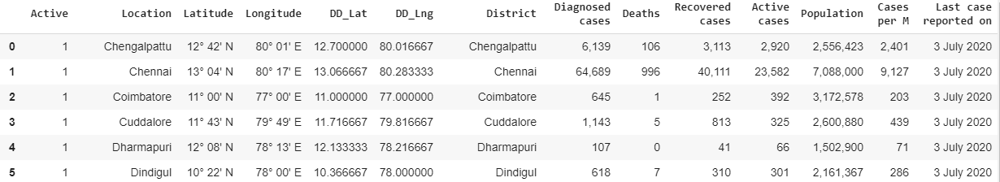 Active Location Latitude Longitude DD_Lat DD_Lng District Diagnosed cases Deaths Recovered cases Active cases Population Cases per M Last case reported on
0 1 Chengalpattu 12° 42' N 80° 01' E 12.700000 80.016667 Chengalpattu 6,139 106 3,113 2,920 2,556,423 2,401 3 July 2020
1 1 Chennai 13° 04' N 80° 17' E 13.066667 80.283333 Chennai 64,689 996 40,111 23,582 7,088,000 9,127 3 July 2020
2 1 Coimbatore 11° 00' N 77° 00' E 11.000000 77.000000 Coimbatore 645 1 252 392 3,172,578 203 3 July 2020
3 1 Cuddalore 11° 43' N 79° 49' E 11.716667 79.816667 Cuddalore 1,143 5 813 325 2,600,880 439 3 July 2020
4 1 Dharmapuri 12° 08' N 78° 13' E 12.133333 78.216667 Dharmapuri 107 0 41 66 1,502,900 71 3 July 2020
5 1 Dindigul 10° 22' N 78° 00' E 10.366667 78.000000 Dindigul 618 7 310 301 2,161,367 286 3 July 2020